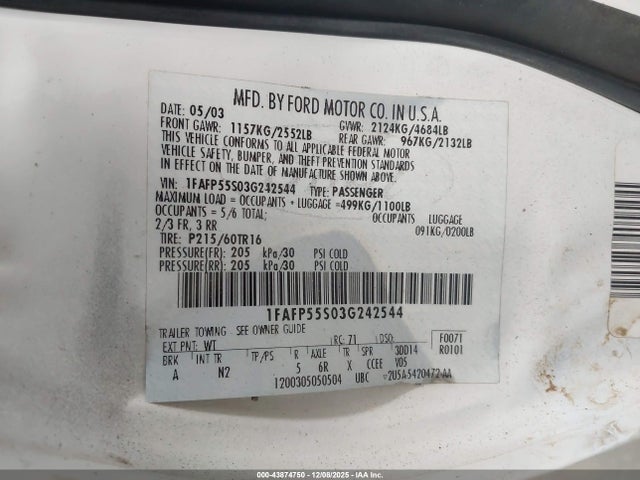 MFD. BY FORD MOTOR CO. IN U.S.A.
DATE: 05/03 GVWR: 2124KG/4684LB
FRONT GAWR: 1157KG/2552LB REAR GAWR: 967KG/2132LB
THIS VEHICLE CONFORMS TO ALL APPLICABLE FEDERAL MOTOR
VEHICLE SAFETY, BUMPER, AND THEFT PREVENTION STANDARDS
IN EFFECT ON THE DATE OF MANUFACTURE SHOWN ABOVE.
VIN: 1FAFP55S03G242544 TYPE: PASSENGER
MAXIMUM LOAD = OCCUPANTS + LUGGAGE = 499KG/1100LB
OCCUPANTS = 5/6 TOTAL; OCCUPANTS LUGGAGE
2/3 FR, 3 RR 091KG/0200LB
TIRE: P215/60TR16
PRESSURE(FR): 205 kPa/30 PSI COLD
PRESSURE(RR): 205 kPa/30 PSI COLD
1FAFP55S03G242544
TRAILER TOWING - SEE OWNER GUIDE
EXT PNT: WT RC: 71 DSO: F0071
BRK INT TR TP/PS R AXLE TR SPR 3DD14 R0101
A N2 5 6R X CCEE VOS
1200305050504 UBC 2U5A-5420472-AA
000-43874750 - 12/08/2025 - IAA Inc.